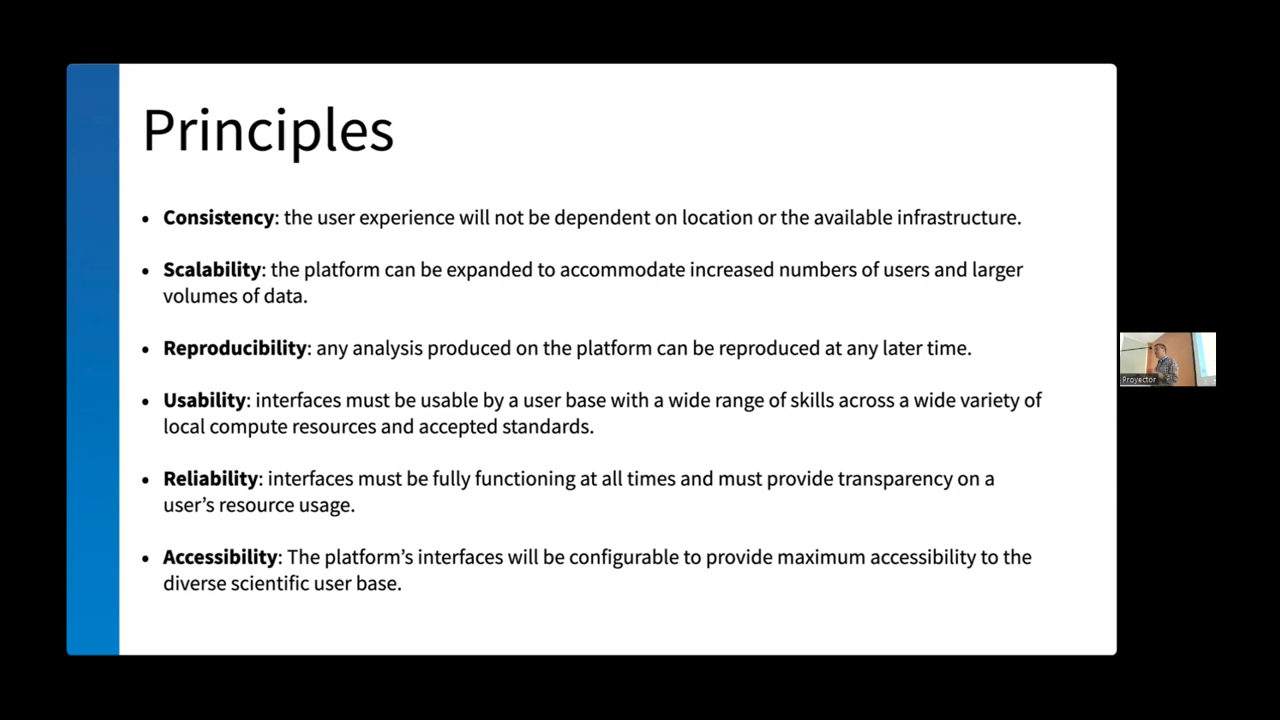 Principles
• Consistency: the user experience will not be dependent on location or the available infrastructure.
• Scalability: the platform can be expanded to accommodate increased numbers of users and larger
volumes of data.
• Reproducibility: any analysis produced on the platform can be reproduced at any later time.
• Usability: interfaces must be usable by a user base with a wide range of skills across a wide variety of
local compute resources and accepted standards.
• Reliability: interfaces must be fully functioning at all times and must provide transparency on a
user’s resource usage.
• Accessibility: The platform’s interfaces will be configurable to provide maximum accessibility to the
diverse scientific user base.
Proyector